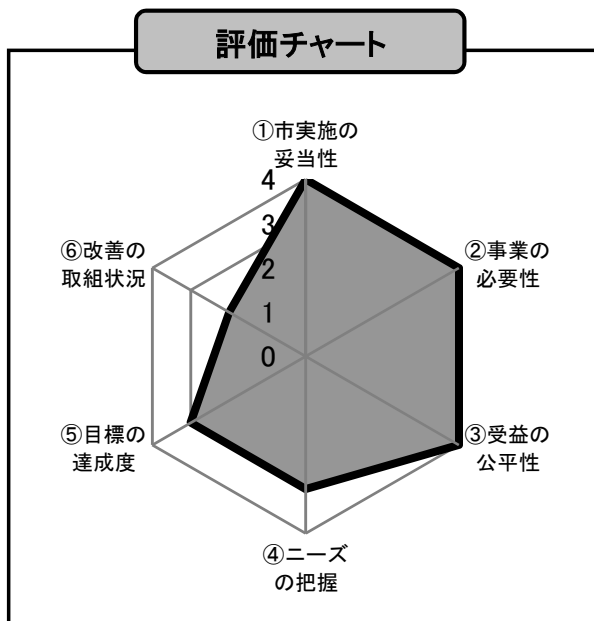 評価チャート
①市実施の
妥当性
4
3
2
1
0
②事業の
必要性
③受益の
公平性
④ニーズ
の把握
⑤目標の
達成度
⑥改善の
取組状況